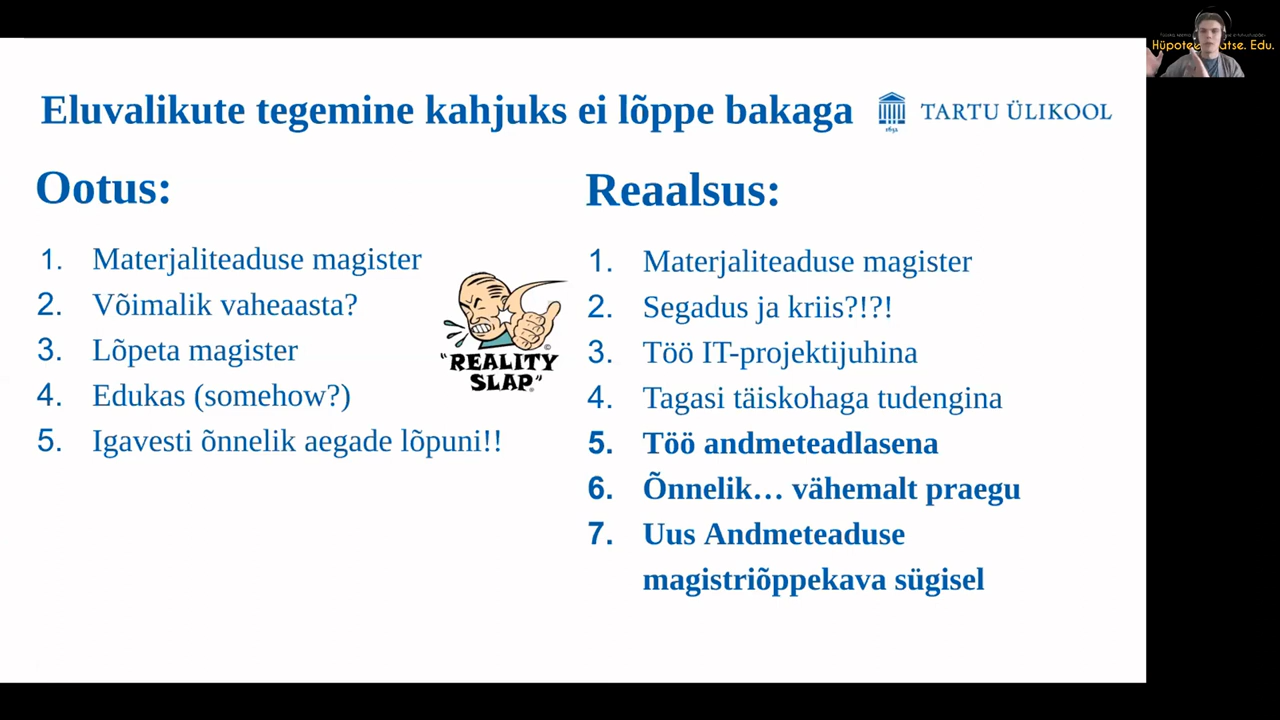 Eluvalikute tegemine kahjuks ei lõppe bakaga
TARTU ÜLIKOOL
1632
Ootus:
1. Materjaliteaduse magister
2. Võimalik vaheaasta?
3. Lõpeta magister
4. Edukas (somehow?)
5. Igavesti õnnelik aegade lõpuni!!
"REALITY
SLAP"
Reaalsus:
1. Materjaliteaduse magister
2. Segadus ja kriis?!?!
3. Töö IT-projektijuhina
4. Tagasi täiskohaga tudengina
5. Töö andmeteadlasena
6. Õnnelik… vähemalt praegu
7. Uus Andmeteaduse
magistriõppekava sügisel
Edu.